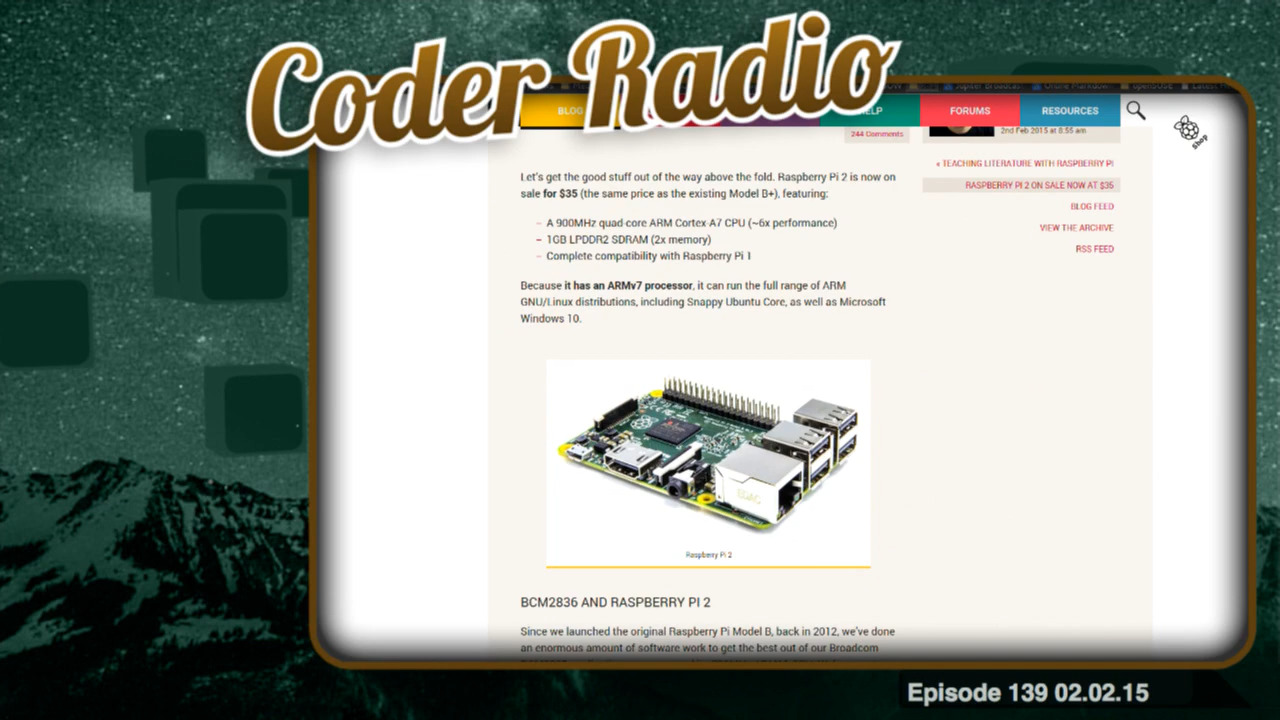 Coder Radio
BLOG
HELP
FORUMS
RESOURCES
Shop
244 Comments
2nd Feb 2015 at 8:55 am
Let's get the good stuff out of the way above the fold. Raspberry Pi 2 is now on
sale for $35 (the same price as the existing Model B+), featuring:
– A 900MHz quad-core ARM Cortex-A7 CPU (~6x performance)
– 1GB LPDDR2 SDRAM (2x memory)
– Complete compatibility with Raspberry Pi 1
Because it has an ARMv7 processor, it can run the full range of ARM
GNU/Linux distributions, including Snappy Ubuntu Core, as well as Microsoft
Windows 10.
Raspberry Pi 2
BCM2836 AND RASPBERRY PI 2
Since we launched the original Raspberry Pi Model B, back in 2012, we've done
an enormous amount of software work to get the best out of our Broadcom
« TEACHING LITERATURE WITH RASPBERRY PI
RASPBERRY PI 2 ON SALE NOW AT $35
BLOG FEED
VIEW THE ARCHIVE
RSS FEED
Episode 139 02.02.15